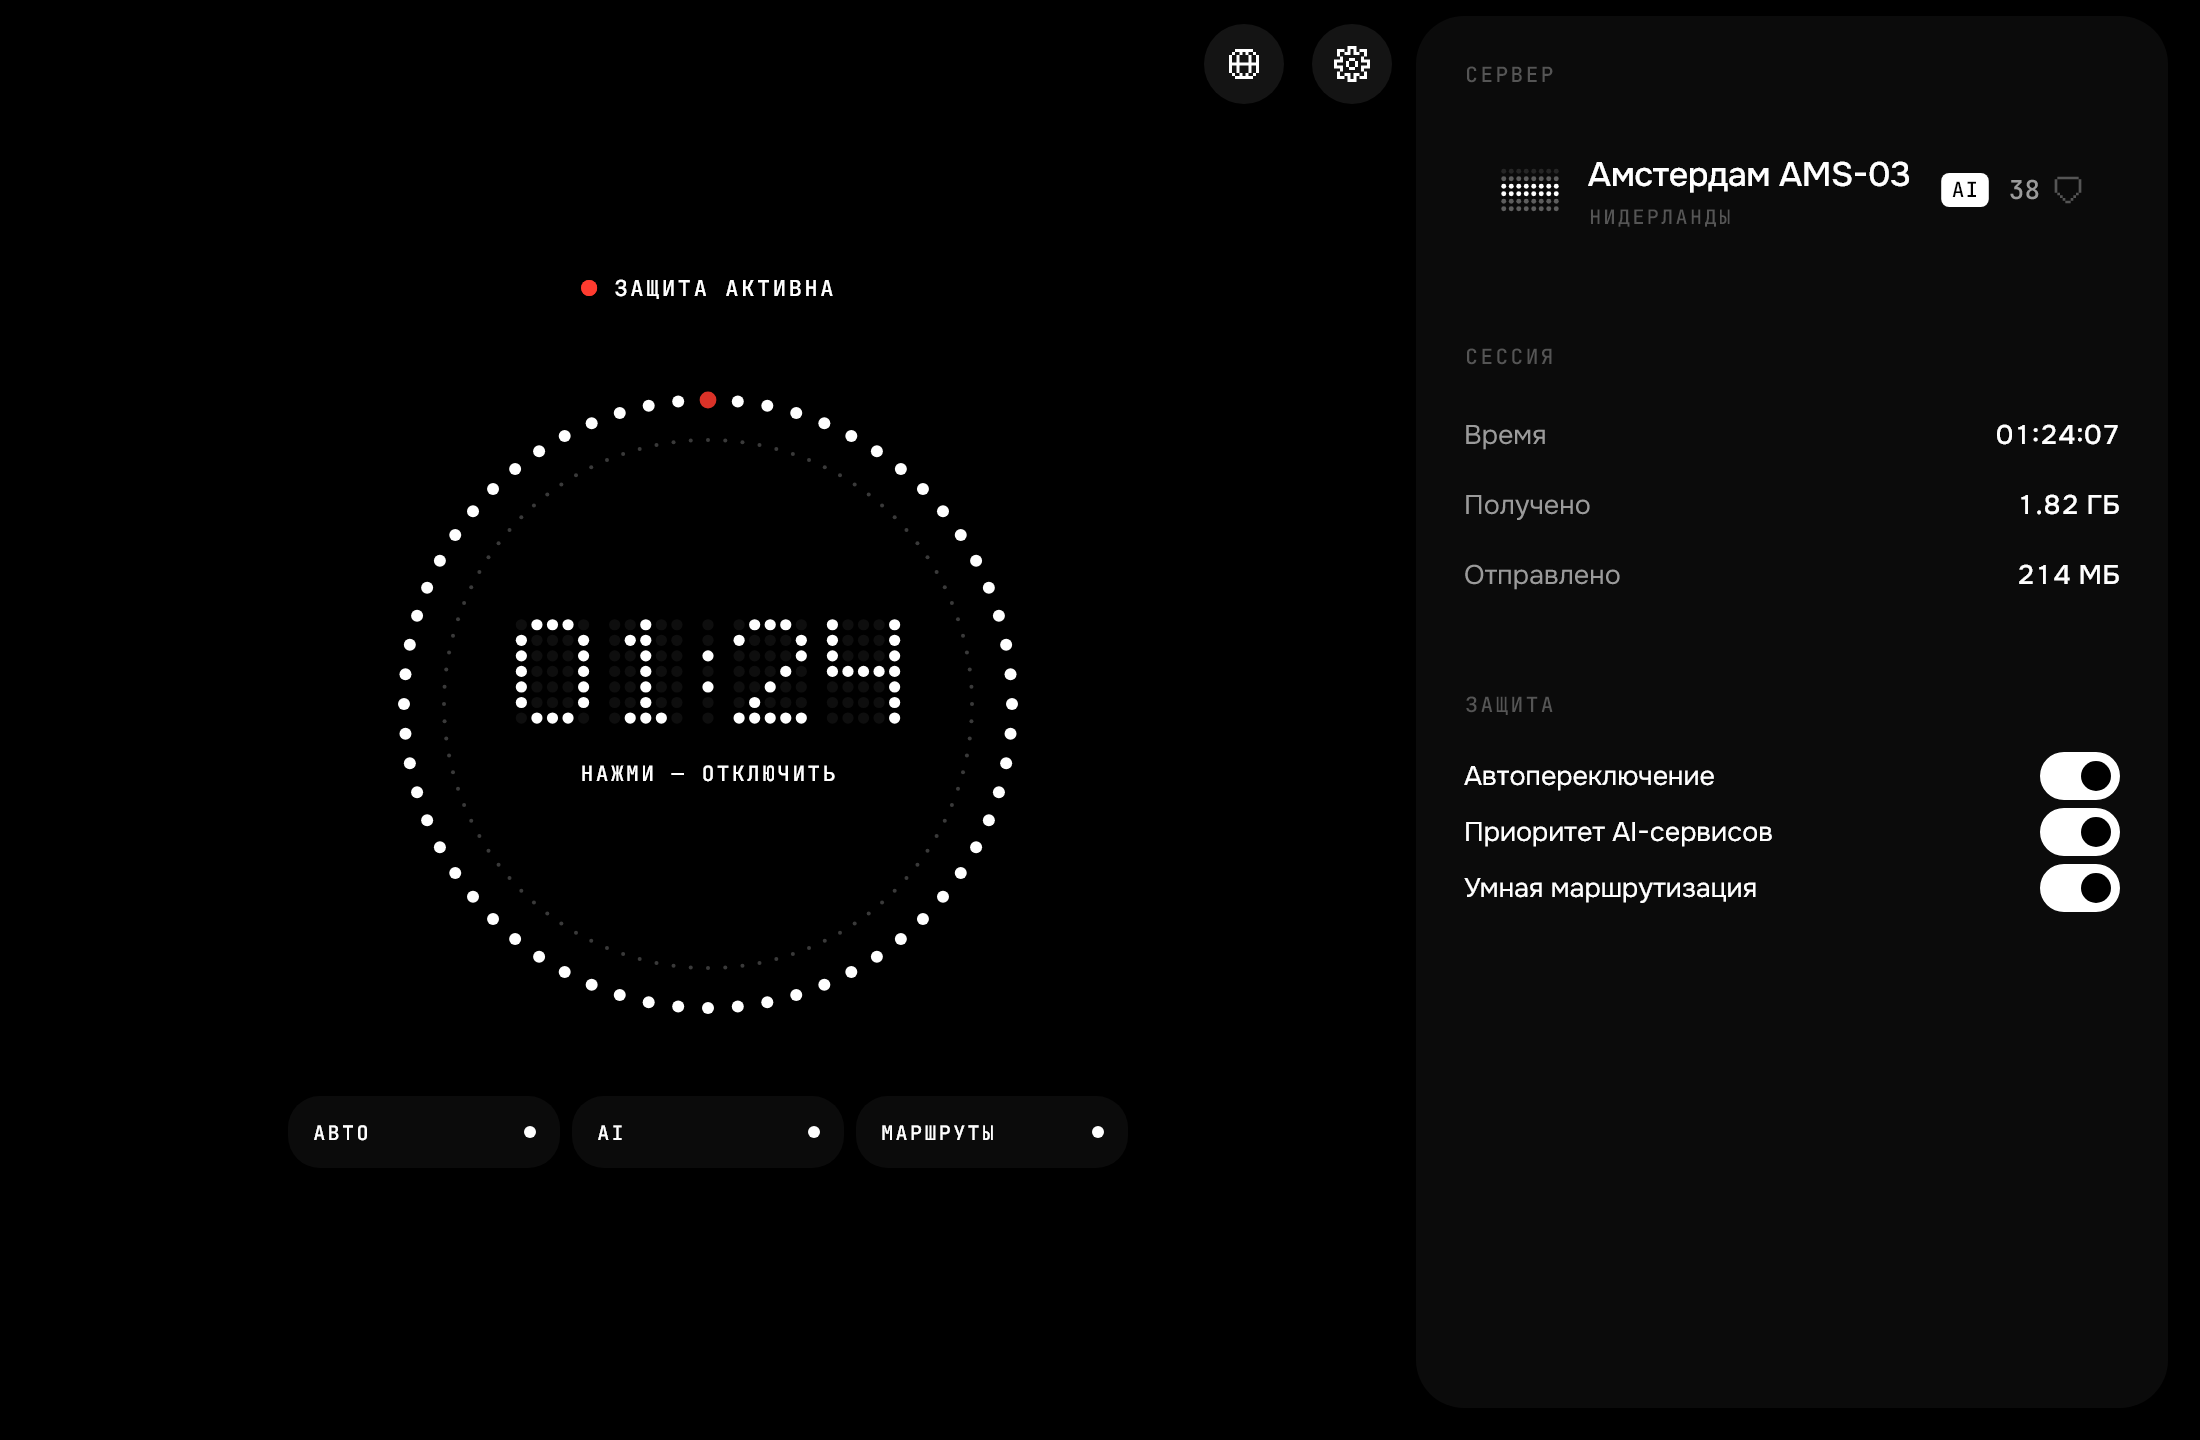 ЗАЩИТА АКТИВНА
01:24
НАЖМИ — ОТКЛЮЧИТЬ
АВТО
AI
МАРШРУТЫ
СЕРВЕР
Амстердам AMS-03
AI
38
НИДЕРЛАНДЫ
СЕССИЯ
Время 01:24:07
Получено 1.82 ГБ
Отправлено 214 МБ
ЗАЩИТА
Автопереключение
Приоритет AI-сервисов
Умная маршрутизация